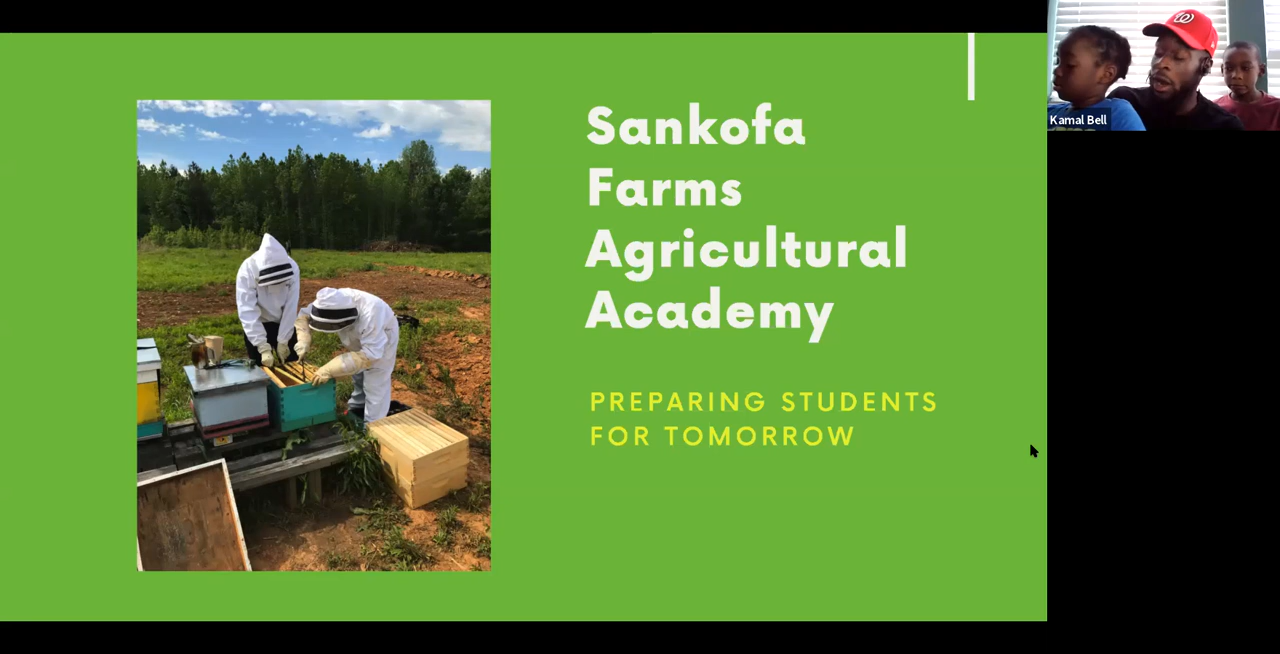 Sankofa
Farms
Agricultural
Academy
PREPARING STUDENTS
FOR TOMORROW
W
Kamal Bell